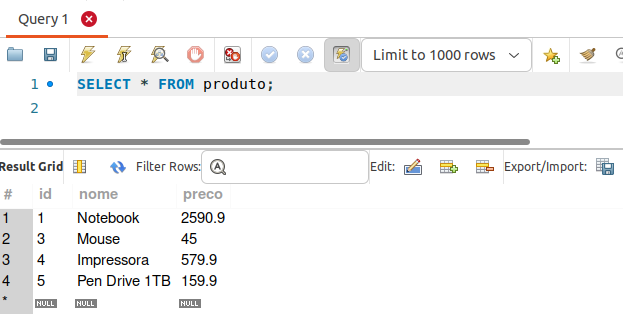 Query 1
Limit to 1000 rows
1 SELECT * FROM produto;
2
Result Grid Filter Rows: Edit: Export/Import:
# id nome preco
1 1 Notebook 2590.9
2 3 Mouse 45
3 4 Impressora 579.9
4 5 Pen Drive 1TB 159.9
* NULL NULL NULL